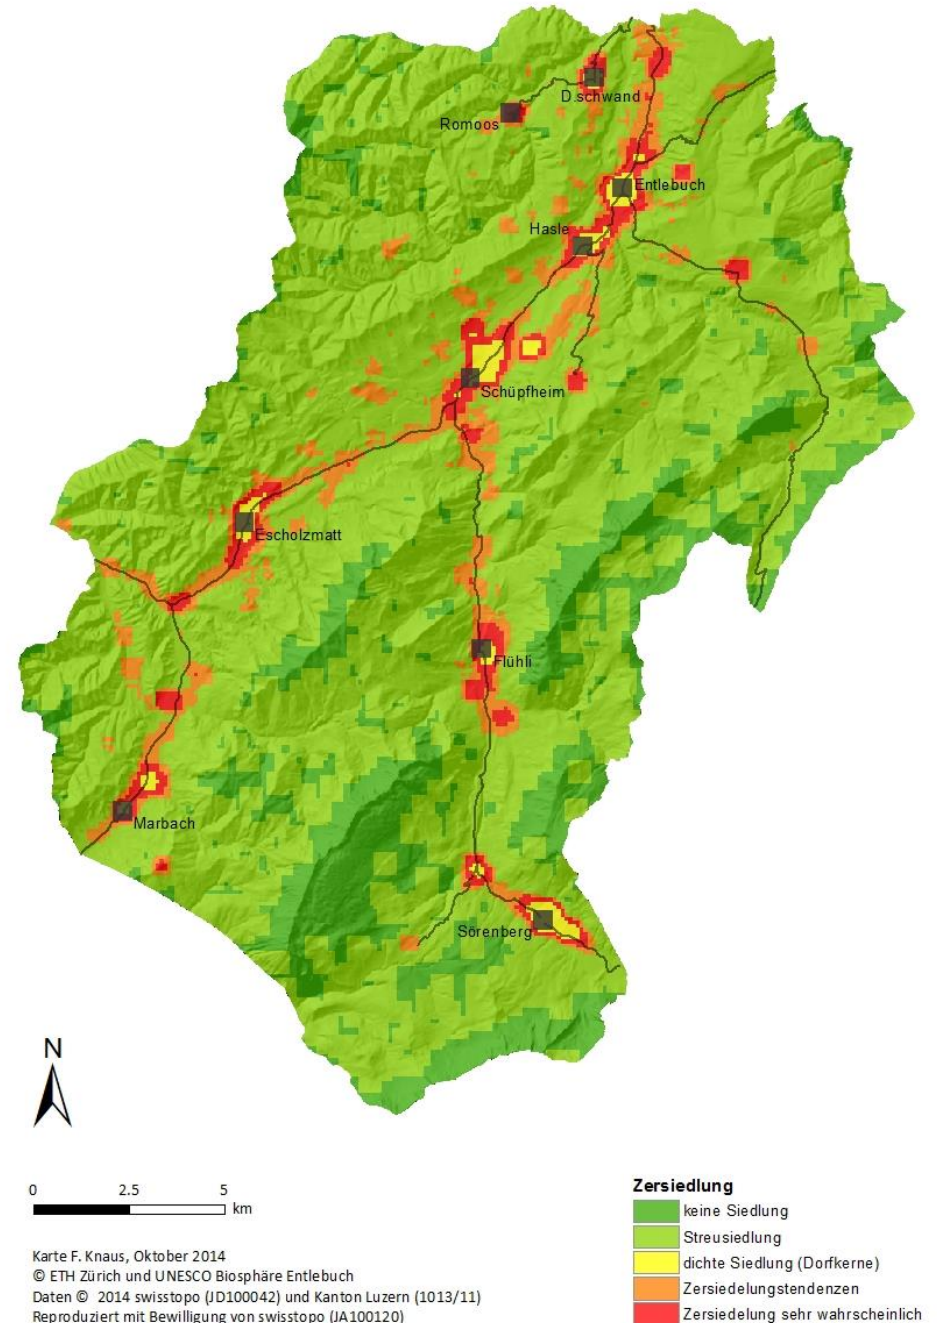 D.schwand
Romoos
Entlebuch
Hasle
Schüpfheim
Escholzmatt
Flühli
Marbach
Sörenberg
N
0 2.5 5
km
Zersiedlung
keine Siedlung
Streusiedlung
dichte Siedlung (Dorfkerne)
Zersiedelungstendenzen
Zersiedelung sehr wahrscheinlich
Karte F. Knaus, Oktober 2014
© ETH Zürich und UNESCO Biosphäre Entlebuch
Daten © 2014 swisstopo (JD100042) und Kanton Luzern (1013/11)
Reproduziert mit Bewilligung von swisstopo (JA100120)